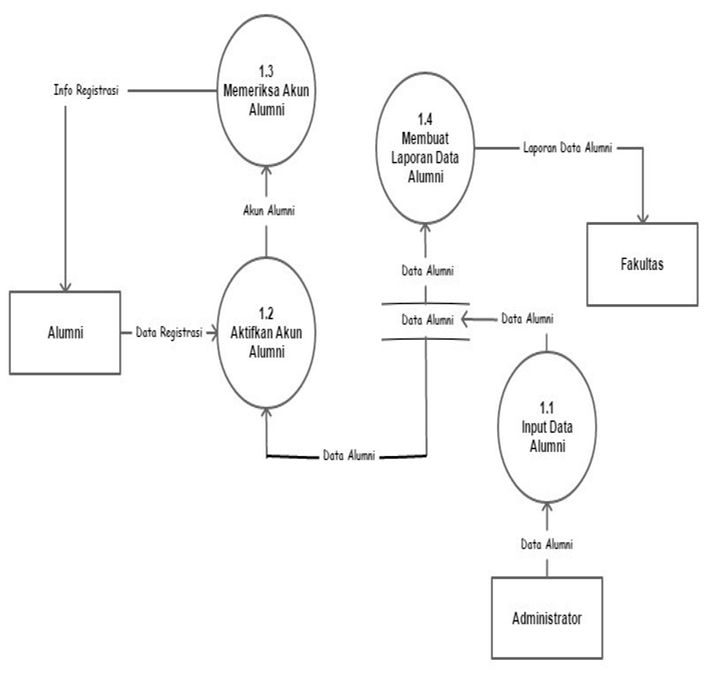 1.3
Memeriksa Akun
Alumni
Info Registrasi
1.4
Membuat
Laporan Data
Alumni
Laporan Data Alumni
Akun Alumni
Fakultas
Data Alumni
1.2
Aktifkan Akun
Alumni
Alumni
Data Registrasi
Data Alumni
Data Alumni
1.1
Input Data
Alumni
Data Alumni
Data Alumni
Administrator